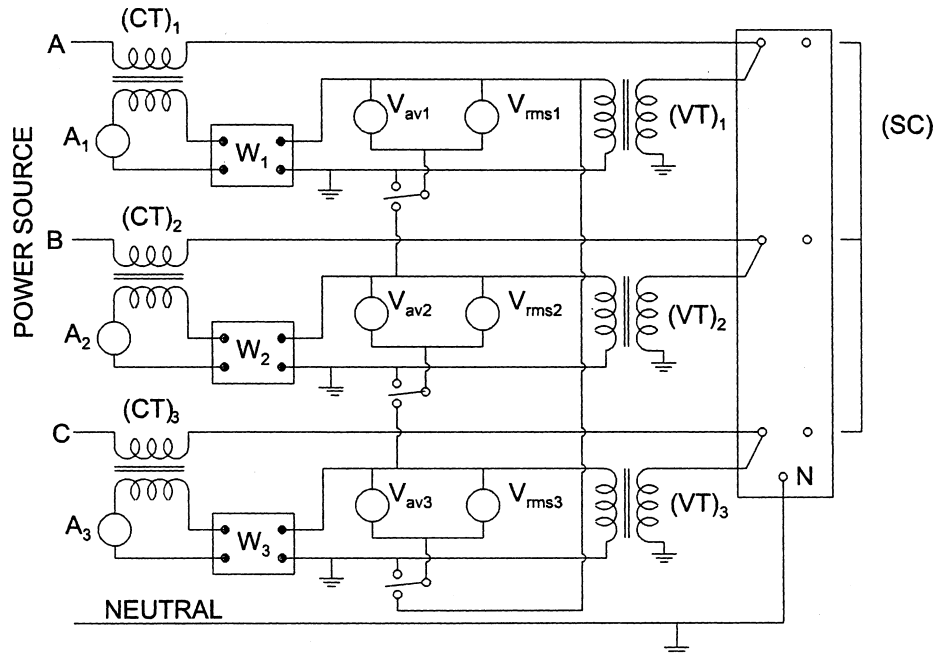 (CT)1
A
A1
W1
Vav1
Vrms1
(VT)1
(SC)
POWER SOURCE
(CT)2
B
A2
W2
Vav2
Vrms2
(VT)2
(CT)3
C
A3
W3
Vav3
Vrms3
(VT)3
N
NEUTRAL